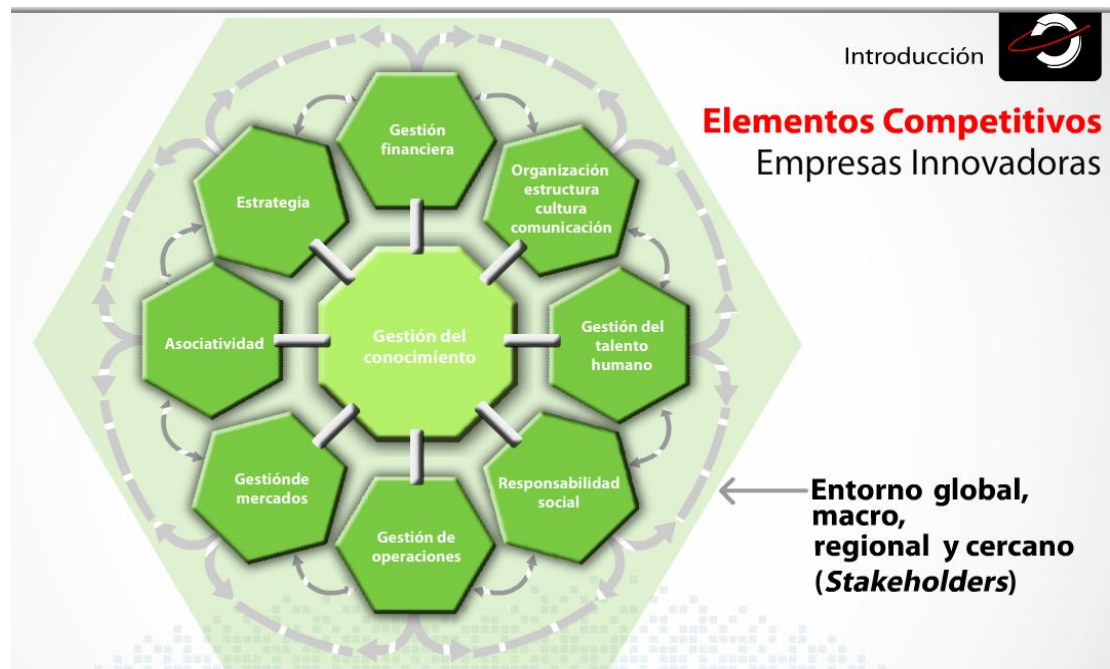 Introducción
Elementos Competitivos
Empresas Innovadoras
Gestión
financiera
Organización
estructura
cultura
comunicación
Estrategia
Gestión del
talento
humano
Gestión del
conocimiento
Asociatividad
Responsabilidad
social
Gestiónde
mercados
Gestión de
operaciones
Entorno global,
macro,
regional y cercano
(Stakeholders)